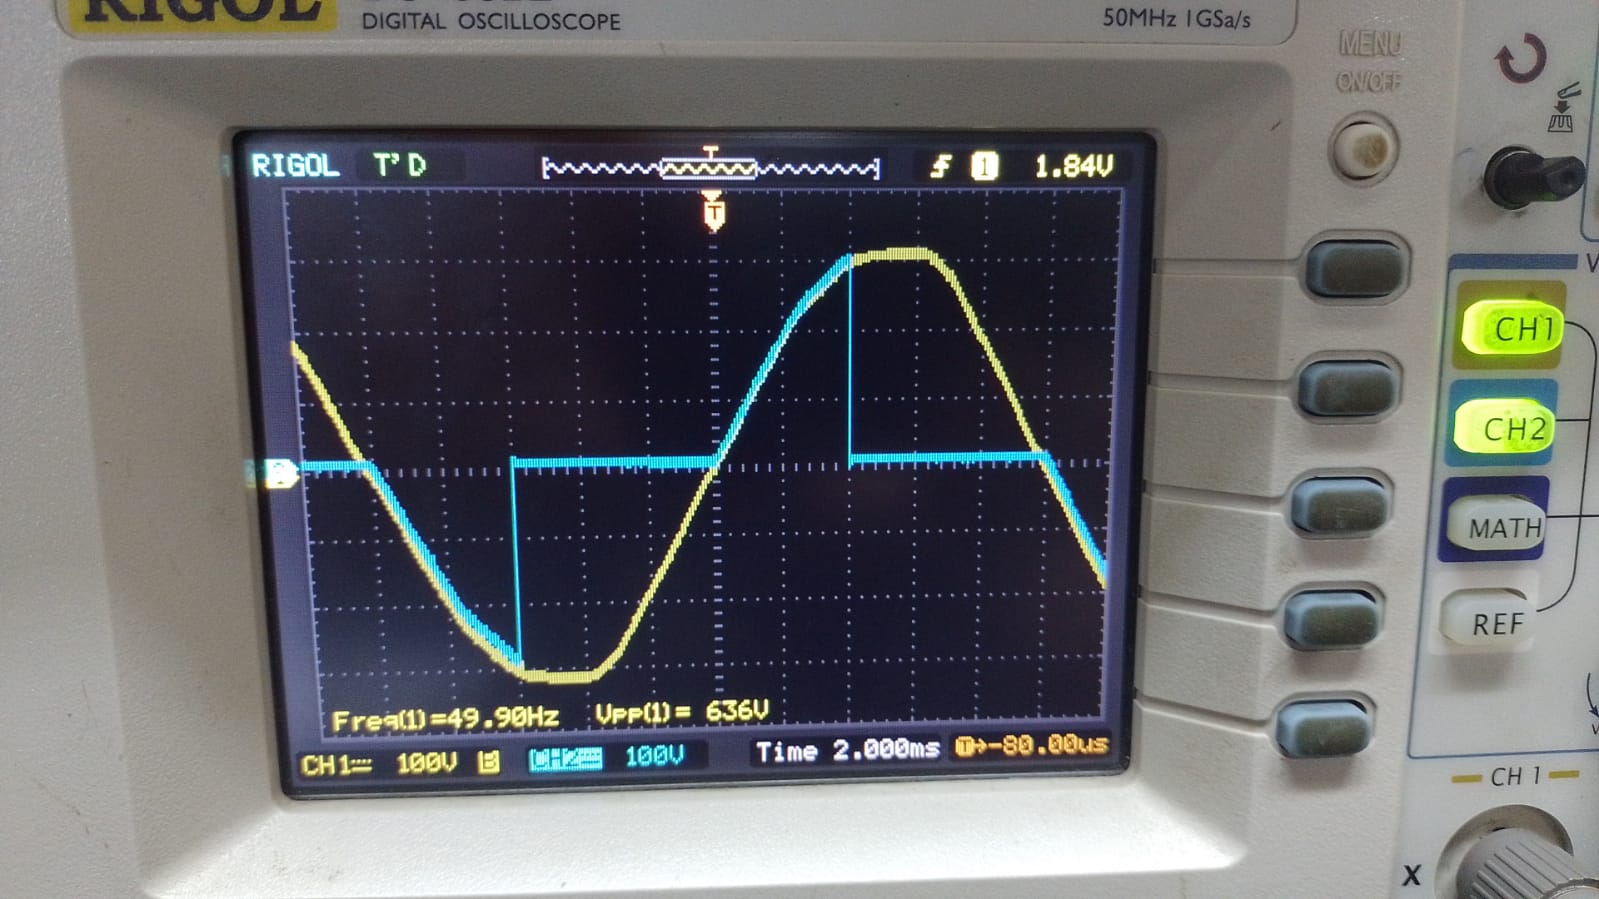 RIGOL
DIGITAL OSCILLOSCOPE
50MHz 1GSa/s
MENU
ON/OFF
RIGOL T'D T 1 1.84V
T
Freq(1)=49.90Hz Vpp(1)= 636V
CH1 100V B 100V Time 2.000ms T→-80.00us
CH1
CH2
MATH
REF
CH 1
X